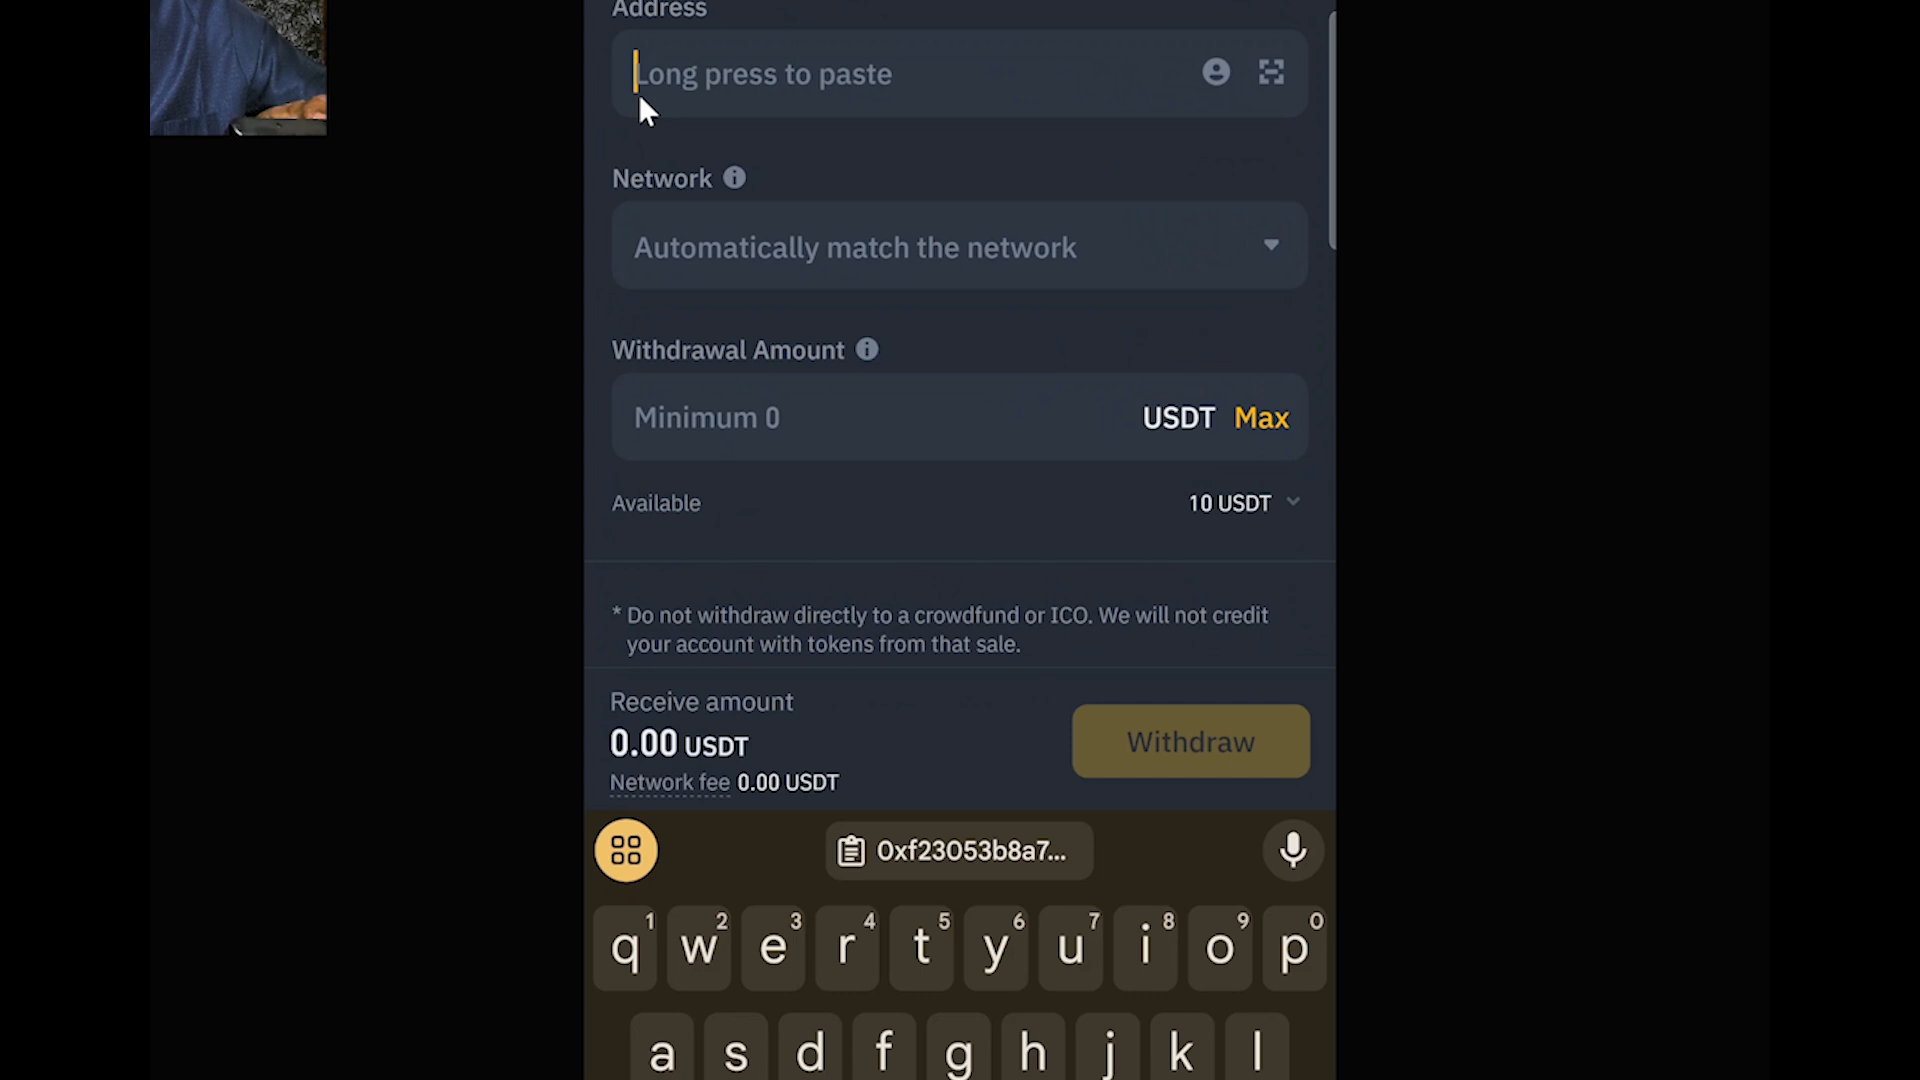 Address
Long press to paste
Network
Automatically match the network
Withdrawal Amount
Minimum 0 USDT Max
Available 10 USDT
* Do not withdraw directly to a crowdfund or ICO. We will not credit
your account with tokens from that sale.
Receive amount
0.00 USDT
Withdraw
Network fee 0.00 USDT
0xf23053b8a7...
q1 w2 e3 r4 t5 y6 u7 i8 o9 p0
a s d f g h j k l